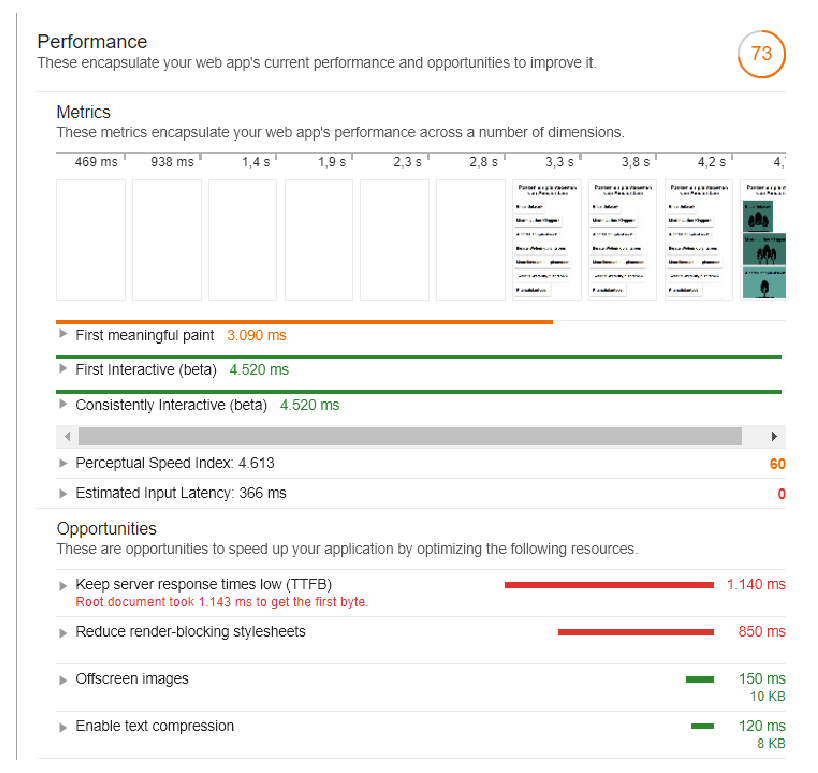 Performance
73
These encapsulate your web app's current performance and opportunities to improve it.
Metrics
These metrics encapsulate your web app's performance across a number of dimensions.
469 ms 938 ms 1,4 s 1,9 s 2,3 s 2,8 s 3,3 s 3,8 s 4,2 s
First meaningful paint 3.090 ms
First Interactive (beta) 4.520 ms
Consistently Interactive (beta) 4.520 ms
Perceptual Speed Index: 4.613 60
Estimated Input Latency: 366 ms 0
Opportunities
These are opportunities to speed up your application by optimizing the following resources.
Keep server response times low (TTFB) 1.140 ms
Root document took 1.143 ms to get the first byte.
Reduce render-blocking stylesheets 850 ms
Offscreen images 150 ms
10 KB
Enable text compression 120 ms
8 KB